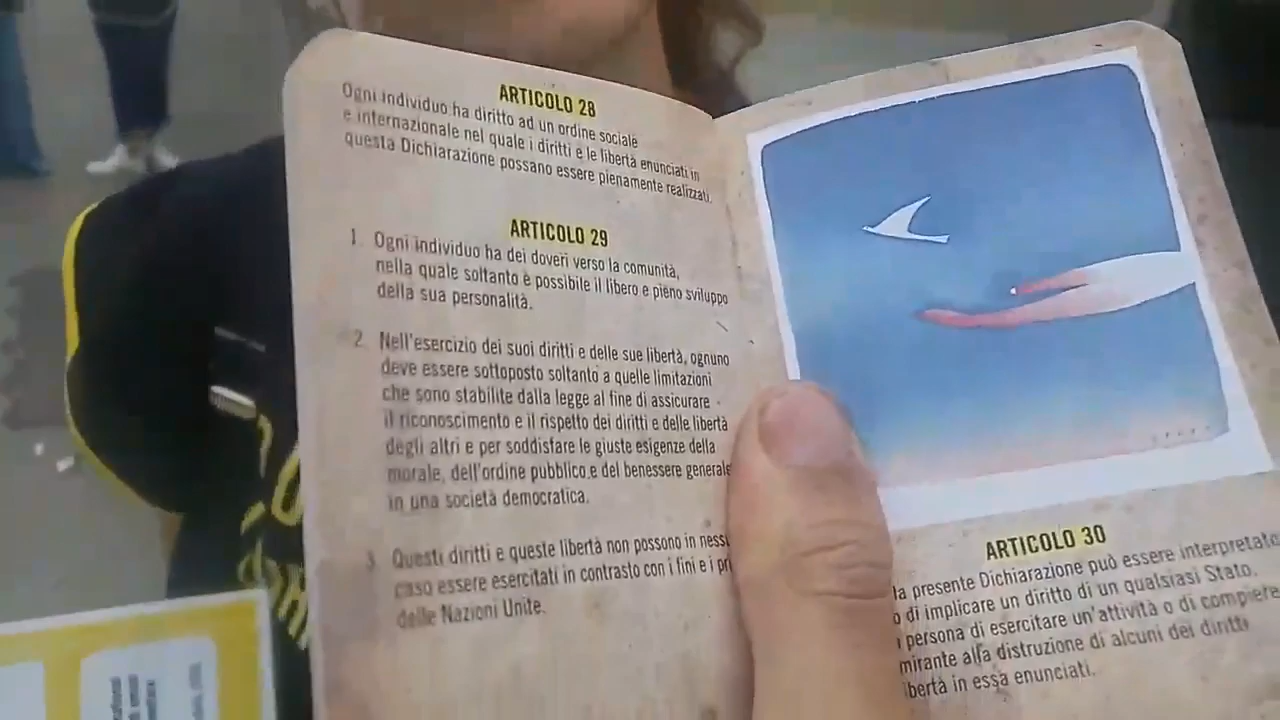 ARTICOLO 28
Ogni individuo ha diritto ad un ordine sociale
e internazionale nel quale i diritti e le libertà enunciati in
questa Dichiarazione possano essere pienamente realizzati.
ARTICOLO 29
1. Ogni individuo ha dei doveri verso la comunità,
nella quale soltanto è possibile il libero e pieno sviluppo
della sua personalità.
2. Nell'esercizio dei suoi diritti e delle sue libertà, ognuno
deve essere sottoposto soltanto a quelle limitazioni
che sono stabilite dalla legge al fine di assicurare
il riconoscimento e il rispetto dei diritti e delle libertà
degli altri e per soddisfare le giuste esigenze della
morale, dell'ordine pubblico e del benessere generale
in una società democratica.
3. Questi diritti e queste libertà non possono in ness
caso essere esercitati in contrasto con i fini e i pr
delle Nazioni Unite.
ARTICOLO 30
la presente Dichiarazione può essere interpretato
o di implicare un diritto di un qualsiasi Stato,
persona di esercitare un'attività o di compiere
mirante alla distruzione di alcuni dei diritti
ibertà in essa enunciati.